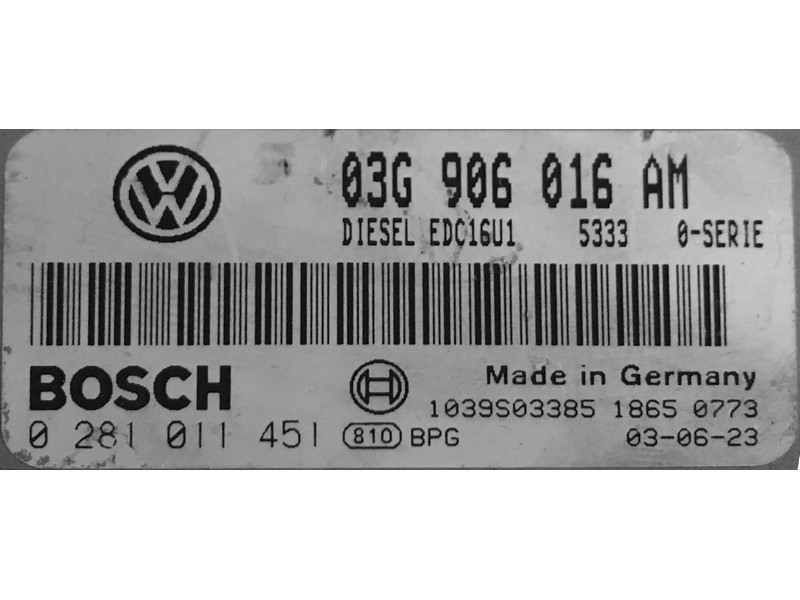 03G 906 016 AM
DIESEL EDC16U1 5333 0-SERIE
BOSCH
Made in Germany
1039S03385 1865 0773
0 281 011 451 810 BPG 03-06-23